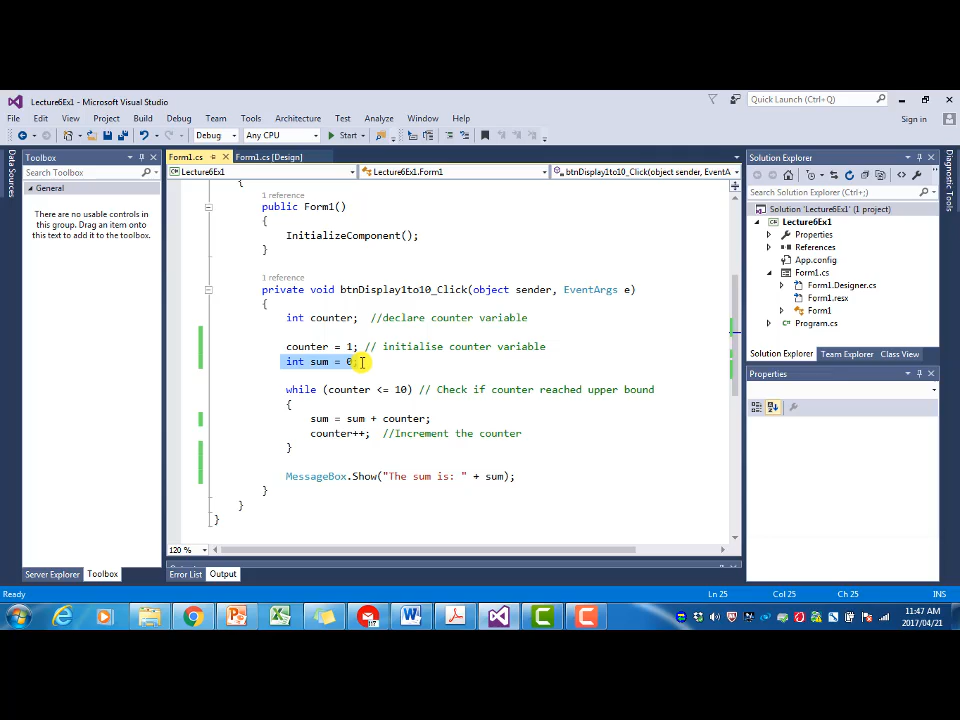 Lecture6Ex1 - Microsoft Visual Studio
Quick Launch (Ctrl+Q)
File Edit View Project Build Debug Team Tools Architecture Test Analyze Window Help
Sign in
Debug Any CPU Start
Data Sources
Toolbox
Search Toolbox
General
There are no usable controls in
this group. Drag an item onto
this text to add it to the toolbox.
Server Explorer Toolbox
Form1.cs Form1.cs [Design]
Lecture6Ex1 Lecture6Ex1.Form1 btnDisplay1to10_Click(object sender, EventA
{
1 reference
public Form1()
{
InitializeComponent();
}
1 reference
private void btnDisplay1to10_Click(object sender, EventArgs e)
{
int counter; //declare counter variable
counter = 1; // initialise counter variable
int sum = 0;
while (counter <= 10) // Check if counter reached upper bound
{
sum = sum + counter;
counter++; //Increment the counter
}
MessageBox.Show("The sum is: " + sum);
}
}
}
120 %
Error List Output
Solution Explorer
Search Solution Explorer (Ctrl+;)
Solution 'Lecture6Ex1' (1 project)
Lecture6Ex1
Properties
References
App.config
Form1.cs
Form1.Designer.cs
Form1.resx
Form1
Program.cs
Solution Explorer Team Explorer Class View
Properties
Diagnostic Tools
Ready
Ln 25 Col 25 Ch 25 INS
11:47 AM
2017/04/21